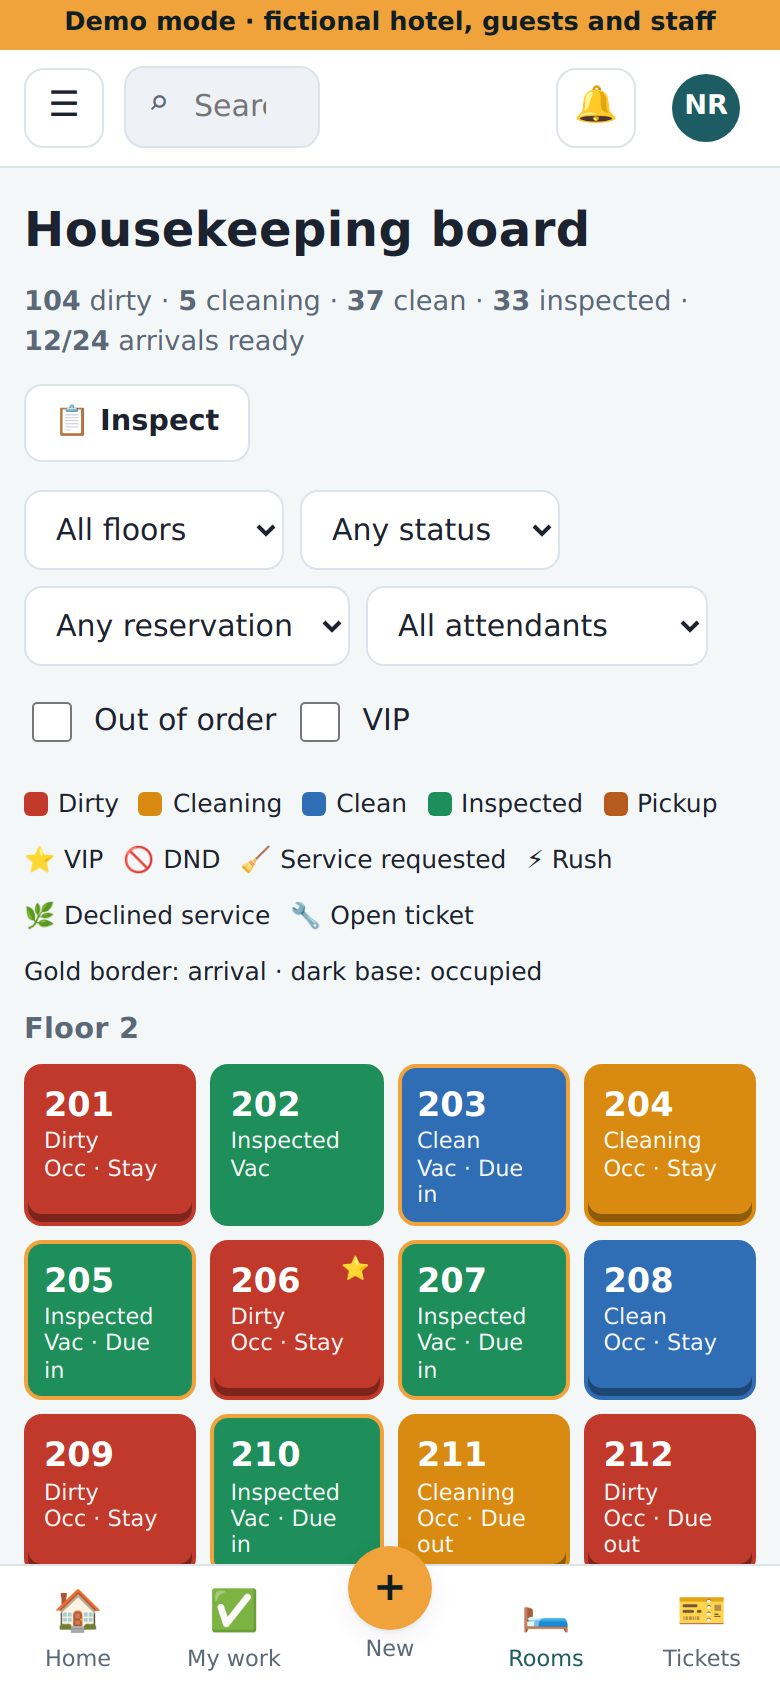 Demo mode · fictional hotel, guests and staff
☰ ⌕ Sear NR
Housekeeping board
104 dirty · 5 cleaning · 37 clean · 33 inspected ·
12/24 arrivals ready
📋 Inspect
All floors Any status
Any reservation All attendants
Out of order VIP
Dirty Cleaning Clean Inspected Pickup
⭐ VIP 🚫 DND 🧹 Service requested ⚡ Rush
🌿 Declined service 🔧 Open ticket
Gold border: arrival · dark base: occupied
Floor 2
201
Dirty
Occ · Stay
202
Inspected
Vac
203
Clean
Vac · Due
in
204
Cleaning
Occ · Stay
205
Inspected
Vac · Due
in
206 ⭐
Dirty
Occ · Stay
207
Inspected
Vac · Due
in
208
Clean
Occ · Stay
209
Dirty
Occ · Stay
210
Inspected
Vac · Due
in
211
Cleaning
Occ · Due
out
212
Dirty
Occ · Due
out
+
Home My work New Rooms Tickets